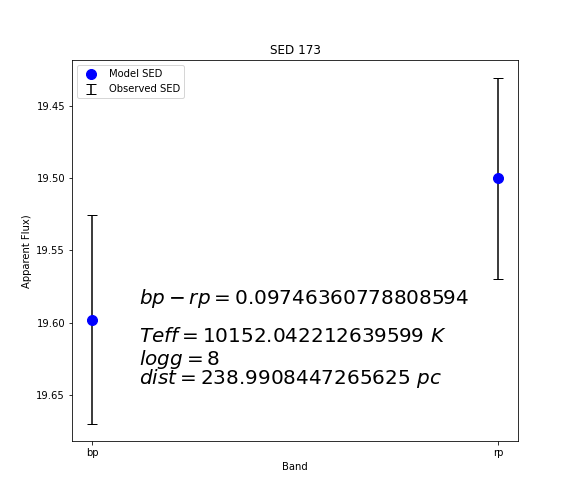 SED 173
Model SED
Observed SED
19.45
19.50
19.55
19.60
19.65
Apparent Flux)
bp − rp = 0.09746360778808594
Teff = 10152.042212639599 K
logg = 8
dist = 238.9908447265625 pc
bp
rp
Band